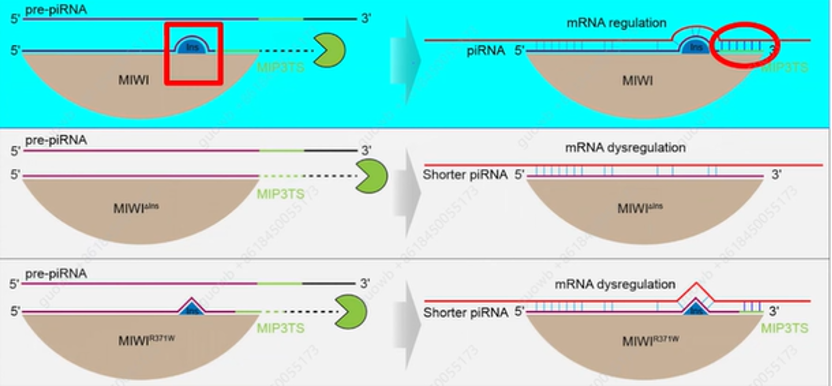 pre-piRNA
5' 3'
5' Ins
MIP3TS
MIWI
mRNA regulation
piRNA 5' Ins 3'
MIP3TS
MIWI
pre-piRNA
5' 3'
5'
MIP3TS
MIWIΔIns
mRNA dysregulation
Shorter piRNA 5' 3'
MIWIΔIns
pre-piRNA
5' 3'
5' Ins
MIP3TS
MIWIR371W
mRNA dysregulation
Shorter piRNA 5' Ins 3'
MIP3TS
MIWIR371W